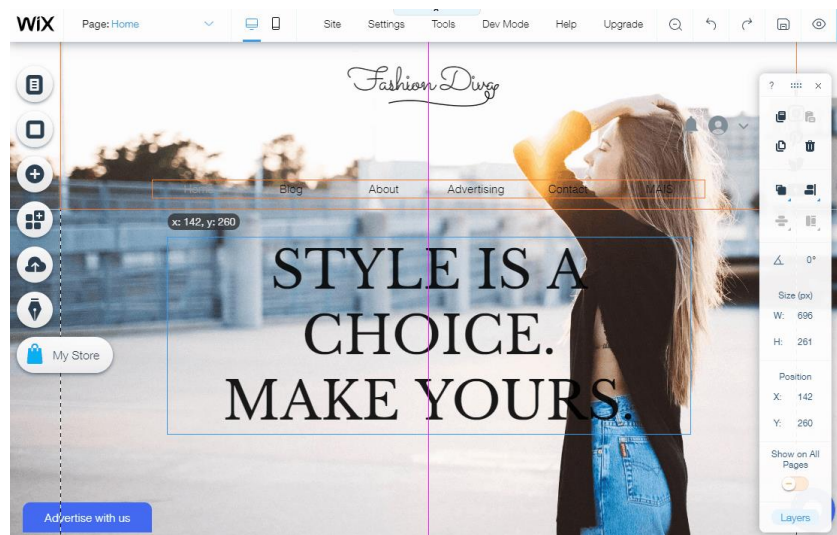 WiX Page: Home Site Settings Tools Dev Mode Help Upgrade
Fashion Diva
? x
Home Blog About Advertising Contact MAIS
x: 142, y: 260
STYLE IS A
CHOICE.
MAKE YOURS.
My Store
Advertise with us
0°
Size (px)
W: 696
H: 261
Position
X: 142
Y: 260
Show on All
Pages
Layers